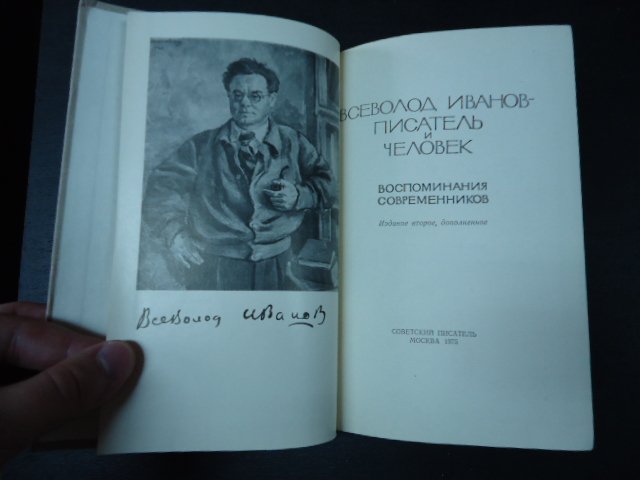 Всеволод Иванов
ВСЕВОЛОД ИВАНОВ-
ПИСАТЕЛЬ
И
ЧЕЛОВЕК
ВОСПОМИНАНИЯ
СОВРЕМЕННИКОВ
Издание второе, дополненное
СОВЕТСКИЙ ПИСАТЕЛЬ
МОСКВА 1975